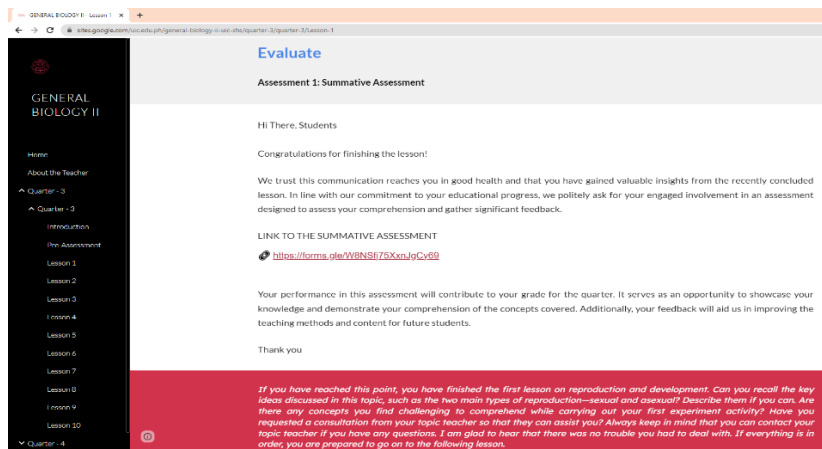 GENERAL BIOLOGY II - Lesson 1
sites.google.com/uic.edu.ph/general-biology-ii-uic-shs/quarter-3/quarter-3/Lesson-1
GENERAL
BIOLOGY II
Home
About the Teacher
Quarter - 3
Quarter - 3
Introduction
Pre-Assessment
Lesson 1
Lesson 2
Lesson 3
Lesson 4
Lesson 5
Lesson 6
Lesson 7
Lesson 8
Lesson 9
Lesson 10
Quarter - 4
Evaluate
Assessment 1: Summative Assessment
Hi There, Students
Congratulations for finishing the lesson!
We trust this communication reaches you in good health and that you have gained valuable insights from the recently concluded
lesson. In line with our commitment to your educational progress, we politely ask for your engaged involvement in an assessment
designed to assess your comprehension and gather significant feedback.
LINK TO THE SUMMATIVE ASSESSMENT
https://forms.gle/W8NSfj75XxnJgCy69
Your performance in this assessment will contribute to your grade for the quarter. It serves as an opportunity to showcase your
knowledge and demonstrate your comprehension of the concepts covered. Additionally, your feedback will aid us in improving the
teaching methods and content for future students.
Thank you
If you have reached this point, you have finished the first lesson on reproduction and development. Can you recall the key
ideas discussed in this topic, such as the two main types of reproduction—sexual and asexual? Describe them if you can. Are
there any concepts you find challenging to comprehend while carrying out your first experiment activity? Have you
requested a consultation from your topic teacher so that they can assist you? Always keep in mind that you can contact your
topic teacher if you have any questions. I am glad to hear that there was no trouble you had to deal with. If everything is in
order, you are prepared to go on to the following lesson.